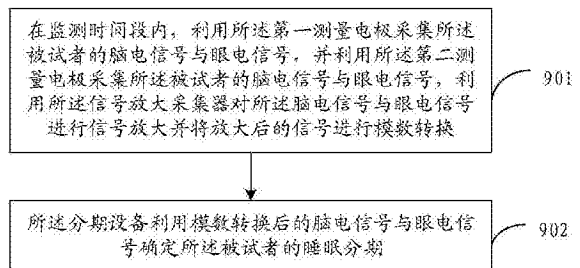 在监测时间段内，利用所述第一测量电极采集所述
被试者的脑电信号与眼电信号，并利用所述第二测
量电极采集所述被试者的脑电信号与眼电信号，利
用所述信号放大采集器对所述脑电信号与眼电信号
进行信号放大并将放大后的信号进行模数转换
901
所述分期设备利用模数转换后的脑电信号与眼电信
号确定所述被试者的睡眠分期
902